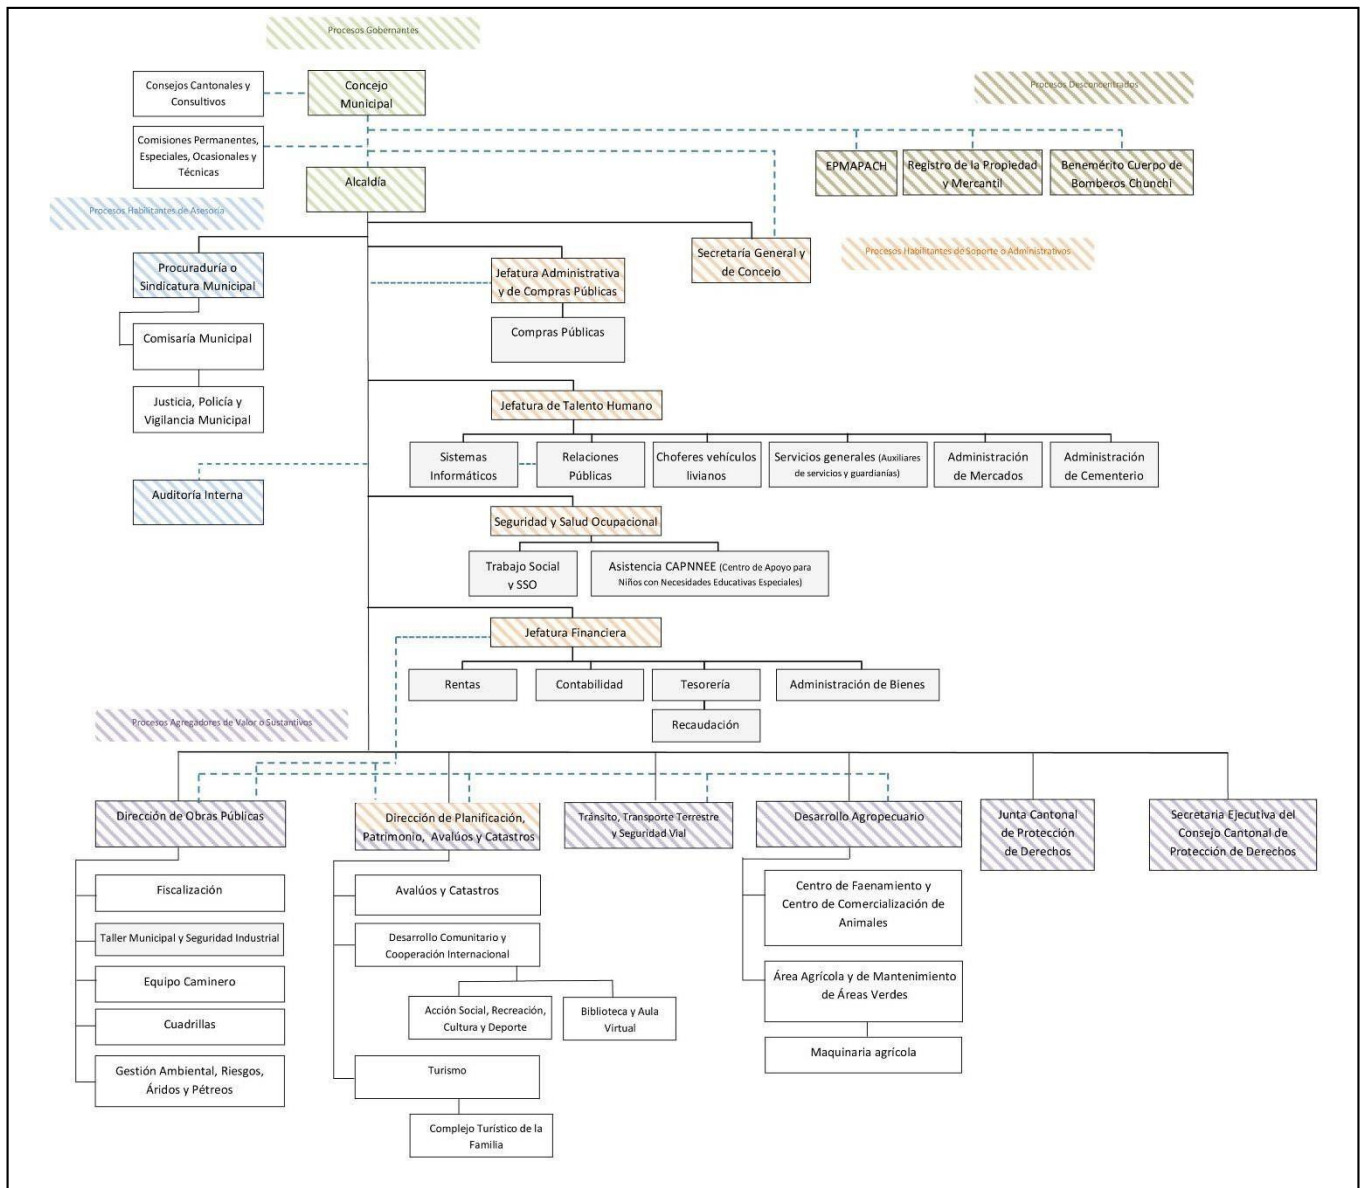 Procesos Gobernantes
Consejos Cantonales y
Consultivos
Concejo
Municipal
Procesos Desconcentrados
Comisiones Permanentes,
Especiales, Ocasionales y
Técnicas
Alcaldía
EPMAPACH
Registro de la Propiedad
y Mercantil
Benemérito Cuerpo de
Bomberos Chunchi
Procesos Habilitantes de Asesoría
Procuraduría o
Sindicatura Municipal
Jefatura Administrativa
y de Compras Públicas
Secretaría General y
de Concejo
Procesos Habilitantes de Soporte o Administrativos
Compras Públicas
Comisaría Municipal
Justicia, Policía y
Vigilancia Municipal
Jefatura de Talento Humano
Sistemas
Informáticos
Relaciones
Públicas
Choferes vehículos
livianos
Servicios generales (Auxiliares
de servicios y guardianías)
Administración
de Mercados
Administración
de Cementerio
Auditoría Interna
Seguridad y Salud Ocupacional
Trabajo Social
y SSO
Asistencia CAPNNEE (Centro de Apoyo para
Niños con Necesidades Educativas Especiales)
Jefatura Financiera
Rentas
Contabilidad
Tesorería
Administración de Bienes
Recaudación
Procesos Agregadores de Valor o Sustantivos
Dirección de Obras Públicas
Dirección de Planificación,
Patrimonio, Avalúos y Catastros
Tránsito, Transporte Terrestre
y Seguridad Vial
Desarrollo Agropecuario
Junta Cantonal
de Protección
de Derechos
Secretaria Ejecutiva del
Consejo Cantonal de
Protección de Derechos
Fiscalización
Taller Municipal y Seguridad Industrial
Equipo Caminero
Cuadrillas
Gestión Ambiental, Riesgos,
Áridos y Pétreos
Avalúos y Catastros
Desarrollo Comunitario y
Cooperación Internacional
Acción Social, Recreación,
Cultura y Deporte
Biblioteca y Aula
Virtual
Turismo
Complejo Turístico de la
Familia
Centro de Faenamiento y
Centro de Comercialización de
Animales
Área Agrícola y de Mantenimiento
de Áreas Verdes
Maquinaria agrícola